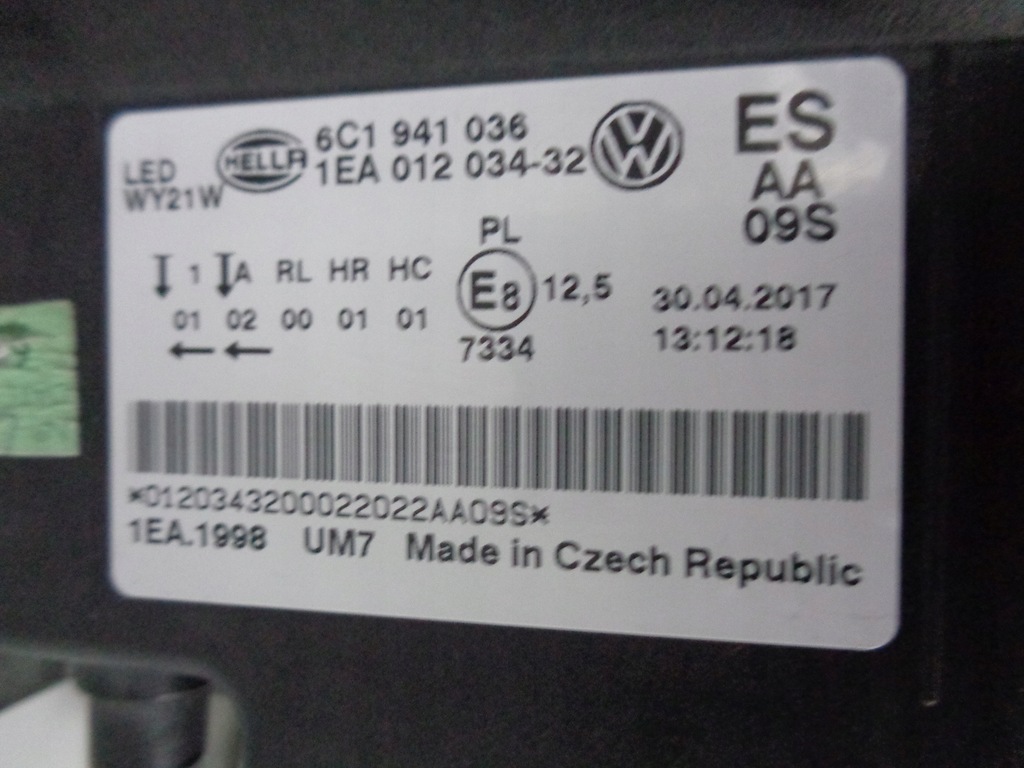 LED
WY21W
HELLA
6C1 941 036
1EA 012 034-32
ES
AA
09S
1 A RL HR HC
01 02 00 01 01
PL
E8 12,5
7334
30.04.2017
13:12:18
*0120343200022022AA09S*
1EA.1998 UM7 Made in Czech Republic